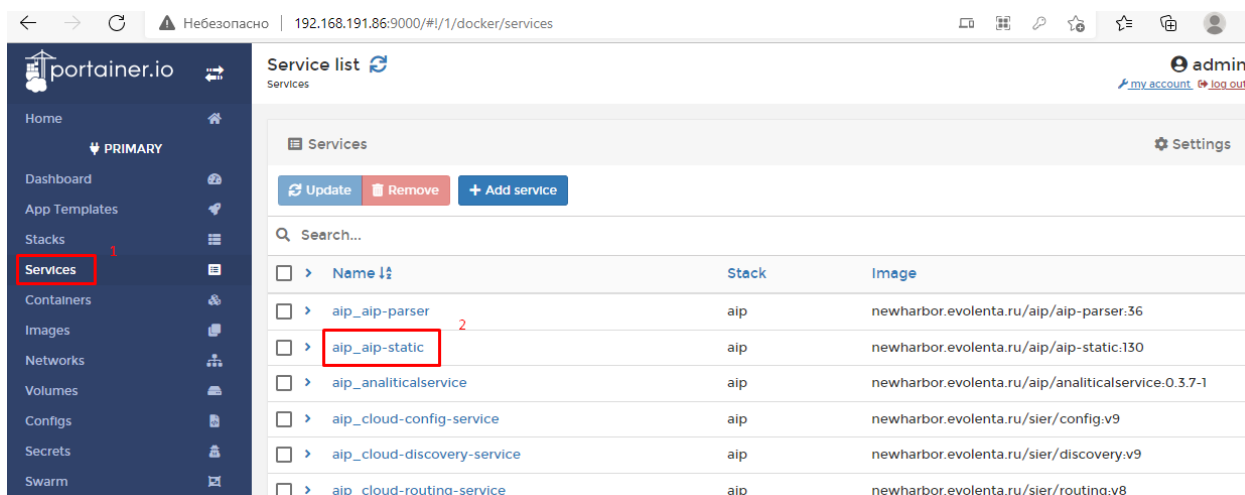 Небезопасно 192.168.191.86:9000/#!/1/docker/services
portainer.io
Service list
Services
admin
my account log out
Home
PRIMARY
Dashboard
App Templates
Stacks
1
Services
Containers
Images
Networks
Volumes
Configs
Secrets
Swarm
Services Settings
Update Remove + Add service
Search...
Name Stack Image
aip_aip-parser aip newharbor.evolenta.ru/aip/aip-parser:36
2
aip_aip-static aip newharbor.evolenta.ru/aip/aip-static:130
aip_analiticalservice aip newharbor.evolenta.ru/aip/analiticalservice:0.3.7-1
aip_cloud-config-service aip newharbor.evolenta.ru/sier/config:v9
aip_cloud-discovery-service aip newharbor.evolenta.ru/sier/discovery:v9
aip_cloud-routing-service aip newharbor.evolenta.ru/sier/routing:v8